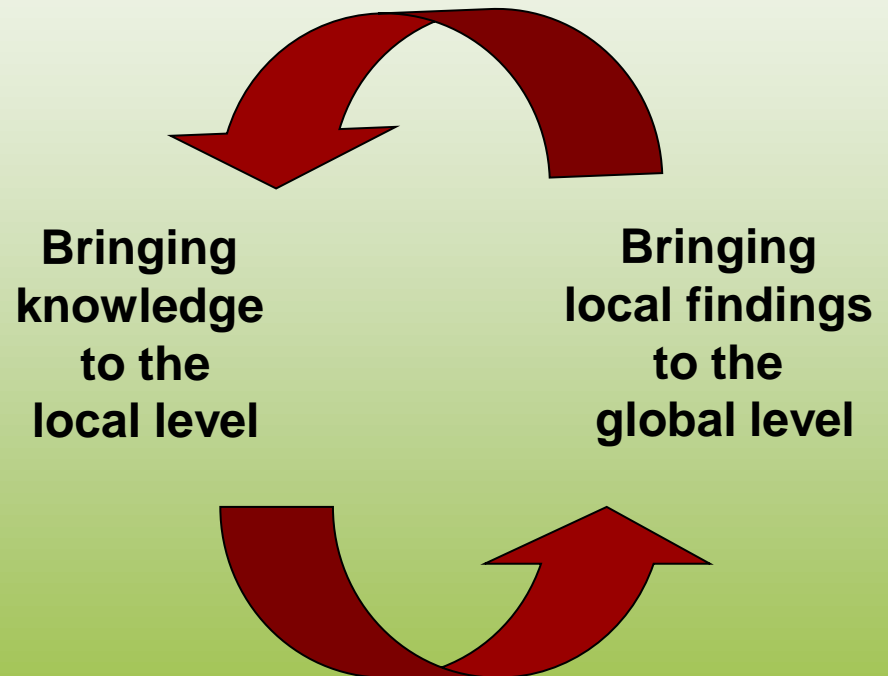 Bringing
knowledge
to the
local level
Bringing
local findings
to the
global level